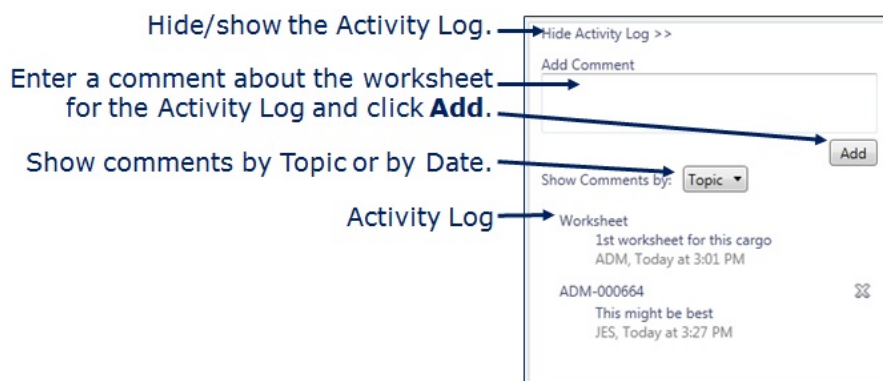 Hide/show the Activity Log.
Hide Activity Log >>
Add Comment
Enter a comment about the worksheet
for the Activity Log and click Add.
Add
Show comments by Topic or by Date.
Show Comments by: Topic
Activity Log
Worksheet
1st worksheet for this cargo
ADM, Today at 3:01 PM
ADM-000664
This might be best
JES, Today at 3:27 PM